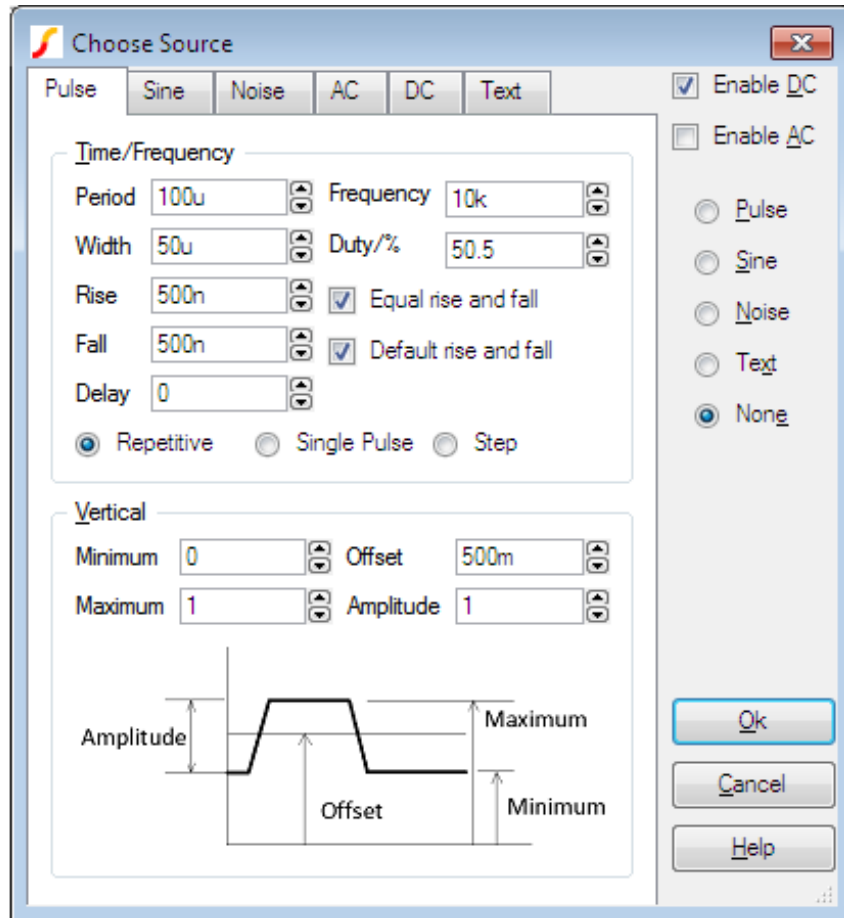 Choose Source
Pulse Sine Noise AC DC Text
Enable DC
Enable AC
Time/Frequency
Period 100u Frequency 10k
Width 50u Duty/% 50.5
Rise 500n Equal rise and fall
Fall 500n Default rise and fall
Delay 0
Repetitive Single Pulse Step
Pulse
Sine
Noise
Text
None
Vertical
Minimum 0 Offset 500m
Maximum 1 Amplitude 1
Amplitude
Maximum
Offset
Minimum
Ok
Cancel
Help